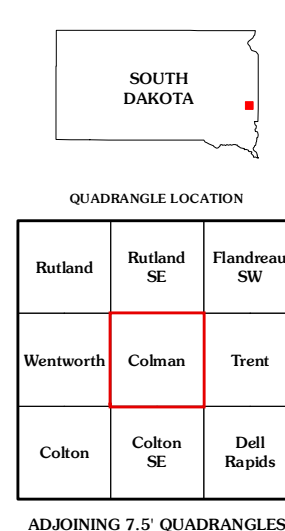 SOUTH
DAKOTA
QUADRANGLE LOCATION
Rutland
Rutland
SE
Flandreau
SW
Wentworth
Colman
Trent
Colton
Colton
SE
Dell
Rapids
ADJOINING 7.5' QUADRANGLES